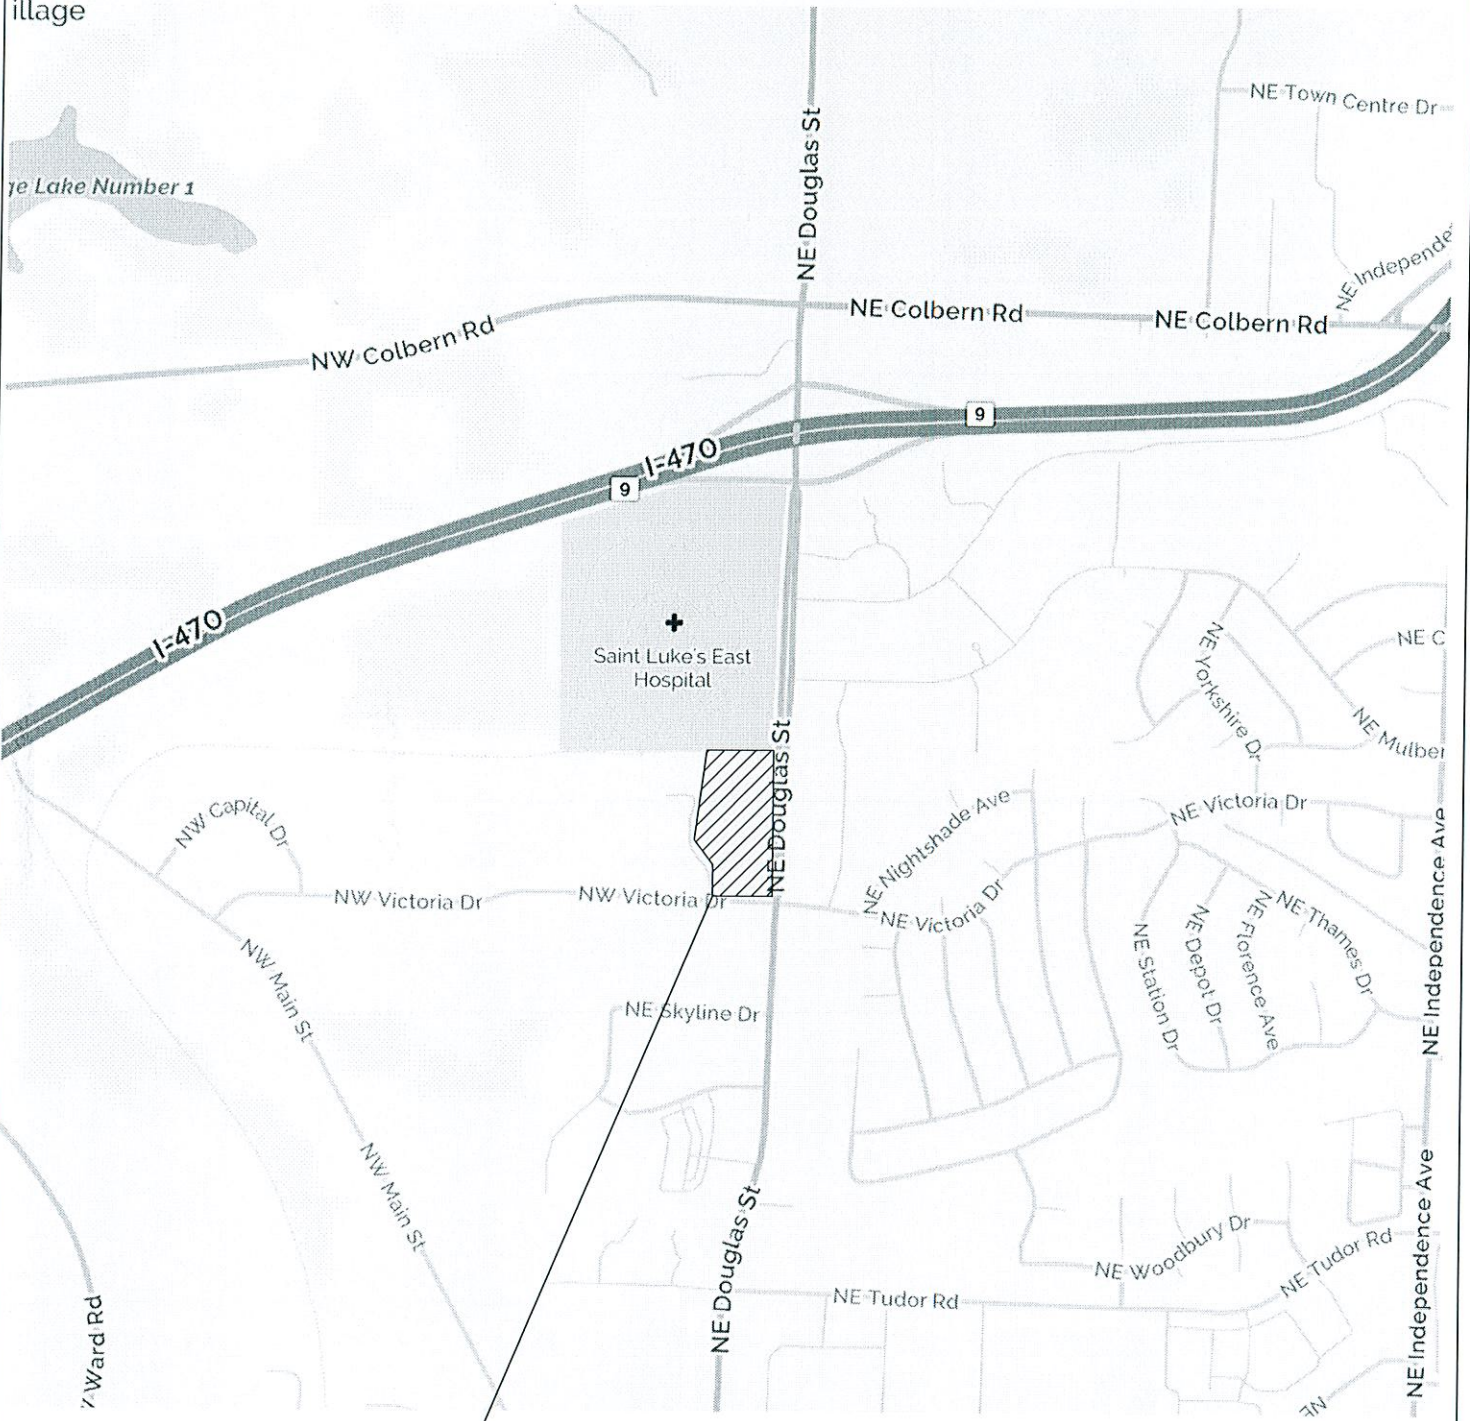 illage
NE Town Centre Dr
NE Douglas St
ge Lake Number 1
NE Independe
NE Colbern Rd
NE Colbern Rd
NW Colbern Rd
9
I-470
9
I-470
Saint Luke's East
Hospital
NE Yorkshire Dr
NE C
NE Mulber
NE Douglas St
NW Capital Dr
NE Nightshade Ave
NE Victoria Dr
NE Independence Ave
NW Victoria Dr
NW Victoria Dr
NE Victoria Dr
NE Station Dr
NE Depot Dr
NE Florence Ave
NE Thames Dr
NW Main St
NE Skyline Dr
NW Main St
NE Douglas St
NE Woodbury Dr
NE Tudor Rd
NE Tudor Rd
NE Independence Ave
Ward Rd
NE